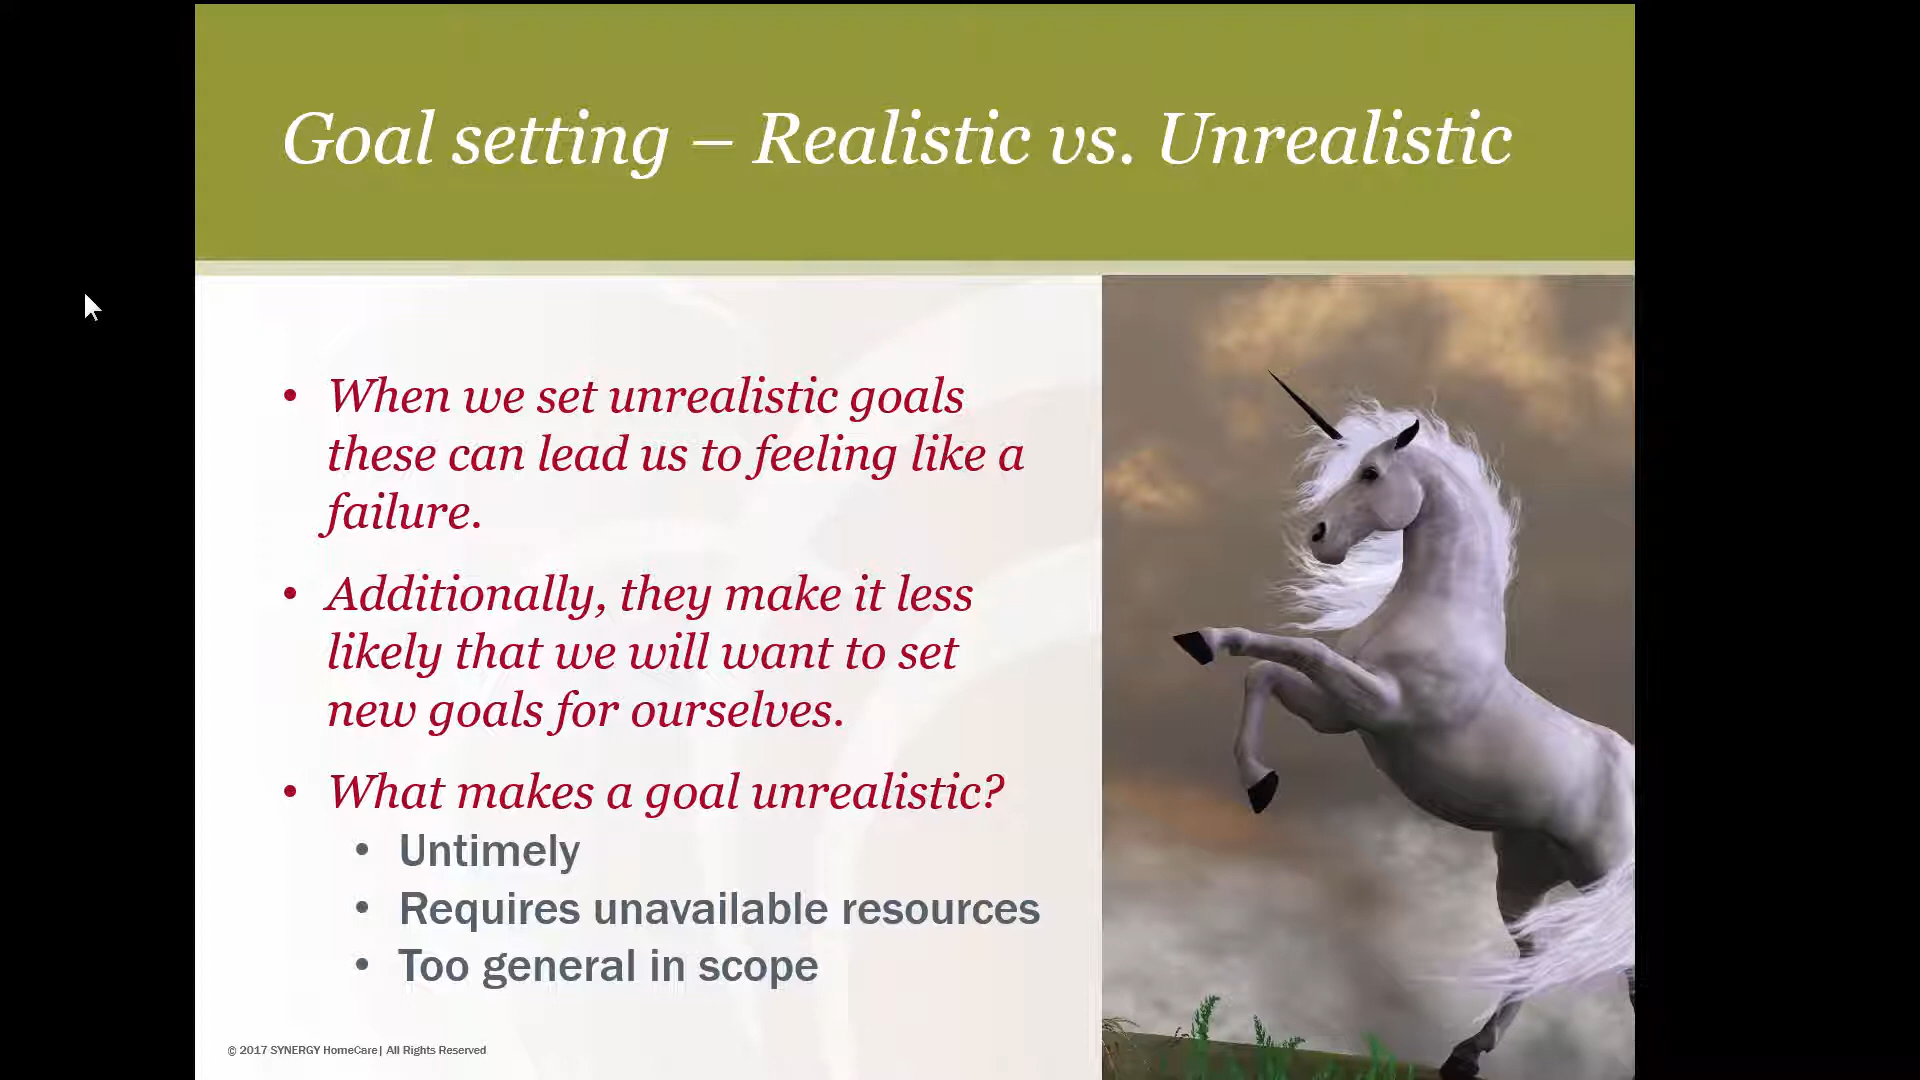 Goal setting – Realistic vs. Unrealistic
• When we set unrealistic goals
these can lead us to feeling like a
failure.
• Additionally, they make it less
likely that we will want to set
new goals for ourselves.
• What makes a goal unrealistic?
• Untimely
• Requires unavailable resources
• Too general in scope
© 2017 SYNERGY HomeCare| All Rights Reserved